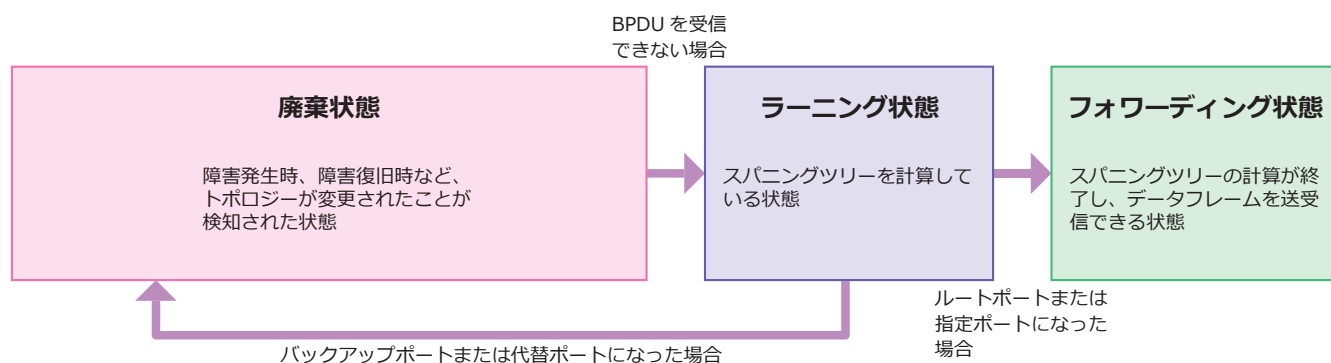 BPDU を受信
できない場合
廃棄状態
障害発生時、障害復旧時など、
トポロジーが変更されたことが
検知された状態
ラーニング状態
スパニングツリーを計算して
いる状態
フォワーディング状態
スパニングツリーの計算が終
了し、データフレームを送受
信できる状態
ルートポートまたは
指定ポートになった
場合
バックアップポートまたは代替ポートになった場合